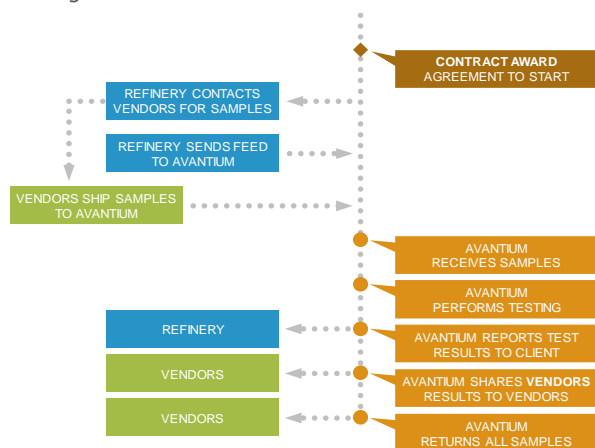 CONTRACT AWARD
AGREEMENT TO START
REFINERY CONTACTS
VENDORS FOR SAMPLES
REFINERY SENDS FEED
TO AVANTIUM
VENDORS SHIP SAMPLES
TO AVANTIUM
AVANTIUM
RECEIVES SAMPLES
AVANTIUM
PERFORMS TESTING
REFINERY
AVANTIUM REPORTS TEST
RESULTS TO CLIENT
VENDORS
AVANTIUM SHARES VENDORS
RESULTS TO VENDORS
VENDORS
AVANTIUM
RETURNS ALL SAMPLES